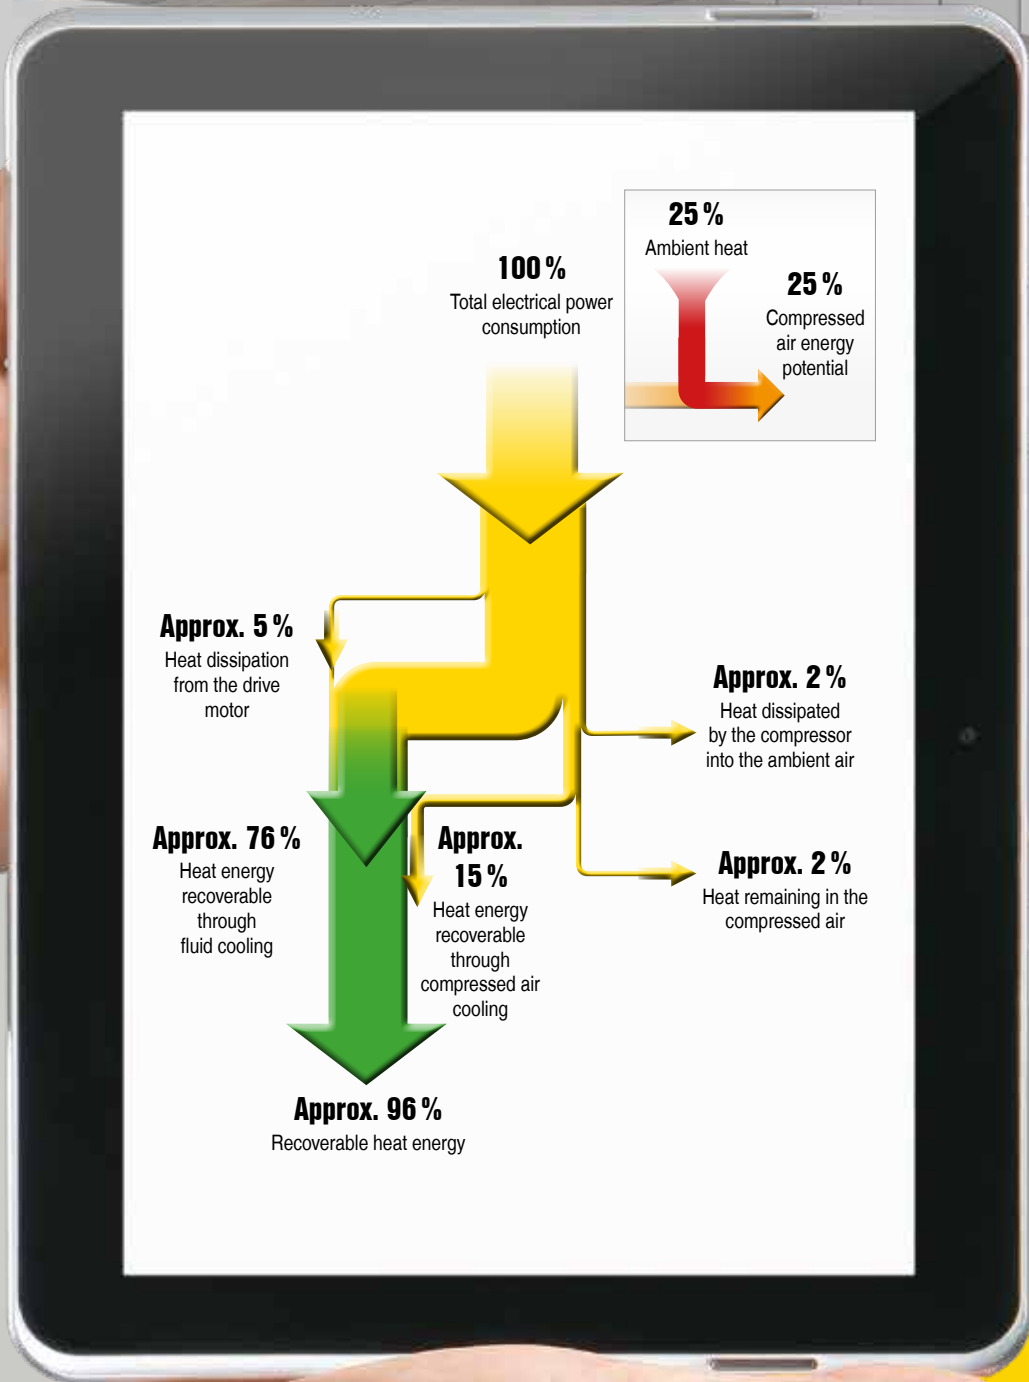 25 %
Ambient heat
25 %
Compressed
air energy
potential
100 %
Total electrical power
consumption
Approx. 5 %
Heat dissipation
from the drive
motor
Approx. 2 %
Heat dissipated
by the compressor
into the ambient air
Approx. 76 %
Heat energy
recoverable
through
fluid cooling
Approx.
15 %
Heat energy
recoverable
through
compressed air
cooling
Approx. 2 %
Heat remaining in the
compressed air
Approx. 96 %
Recoverable heat energy